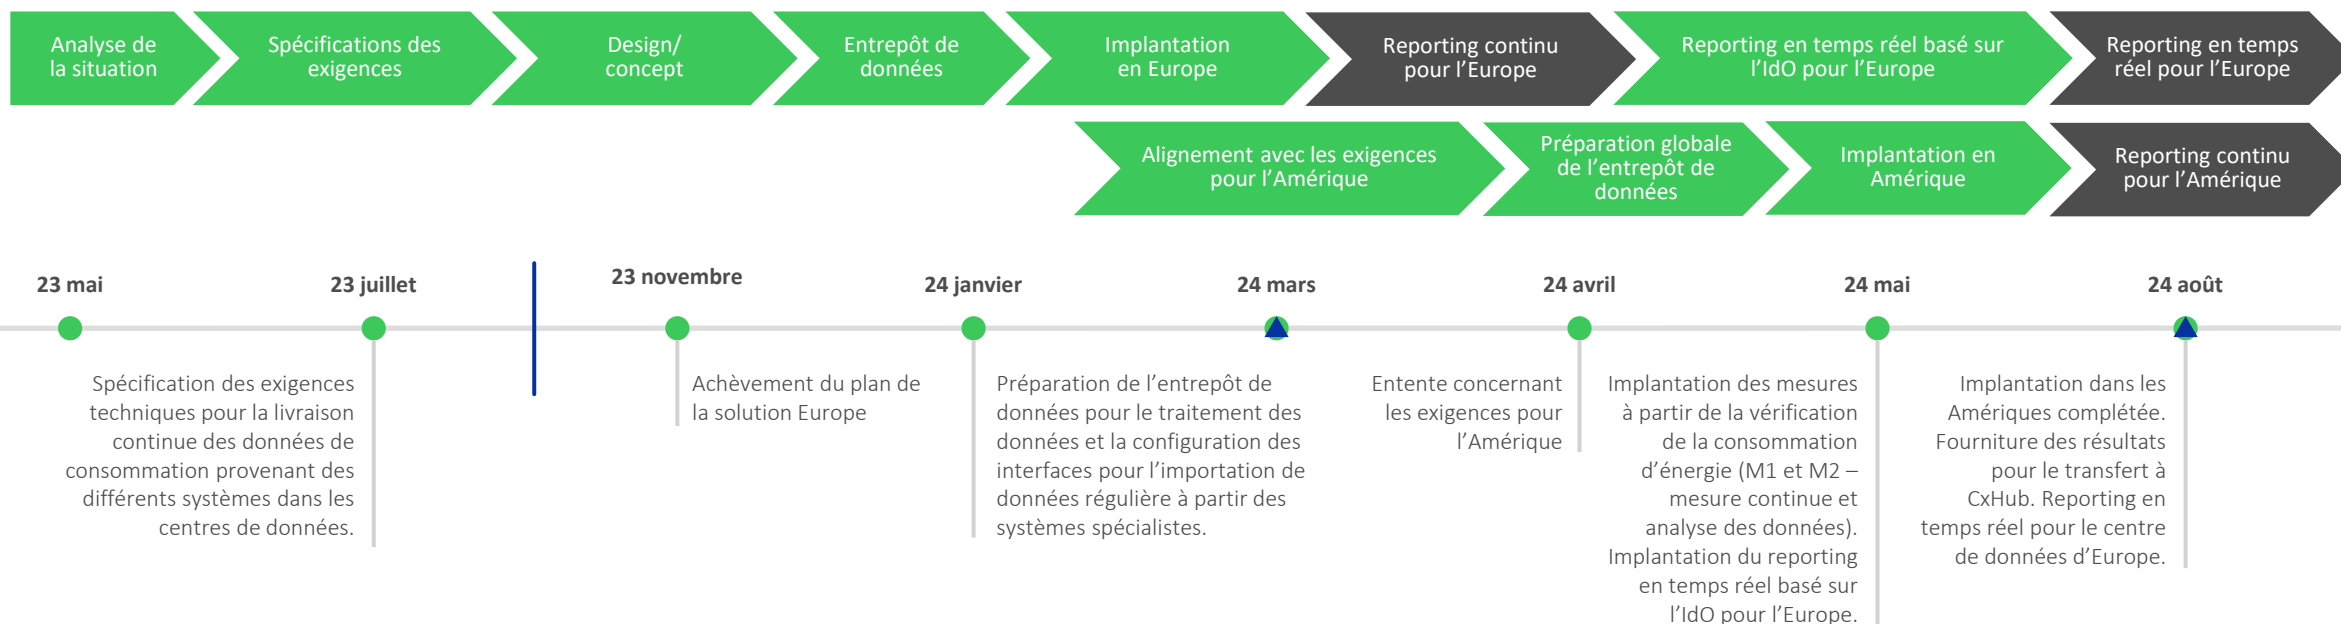 Analyse de
la situation
Spécifications des
exigences
Design/
concept
Entrepôt de
données
Implantation
en Europe
Reporting continu
pour l’Europe
Reporting en temps réel basé sur
l’IdO pour l’Europe
Reporting en temps
réel pour l’Europe
Alignement avec les exigences
pour l’Amérique
Préparation globale
de l’entrepôt de
données
Implantation en
Amérique
Reporting continu
pour l’Amérique
23 mai
23 juillet
23 novembre
24 janvier
24 mars
24 avril
24 mai
24 août
Spécification des exigences
techniques pour la livraison
continue des données de
consommation provenant des
différents systèmes dans les
centres de données.
Achèvement du plan de
la solution Europe
Préparation de l’entrepôt de
données pour le traitement des
données et la configuration des
interfaces pour l’importation de
données régulière à partir des
systèmes spécialistes.
Entente concernant
les exigences pour
l’Amérique
Implantation des mesures
à partir de la vérification
de la consommation
d’énergie (M1 et M2 –
mesure continue et
analyse des données).
Implantation du reporting
en temps réel basé sur
l’IdO pour l’Europe.
Implantation dans les
Amériques complétée.
Fourniture des résultats
pour le transfert à
CxHub. Reporting en
temps réel pour le centre
de données d’Europe.